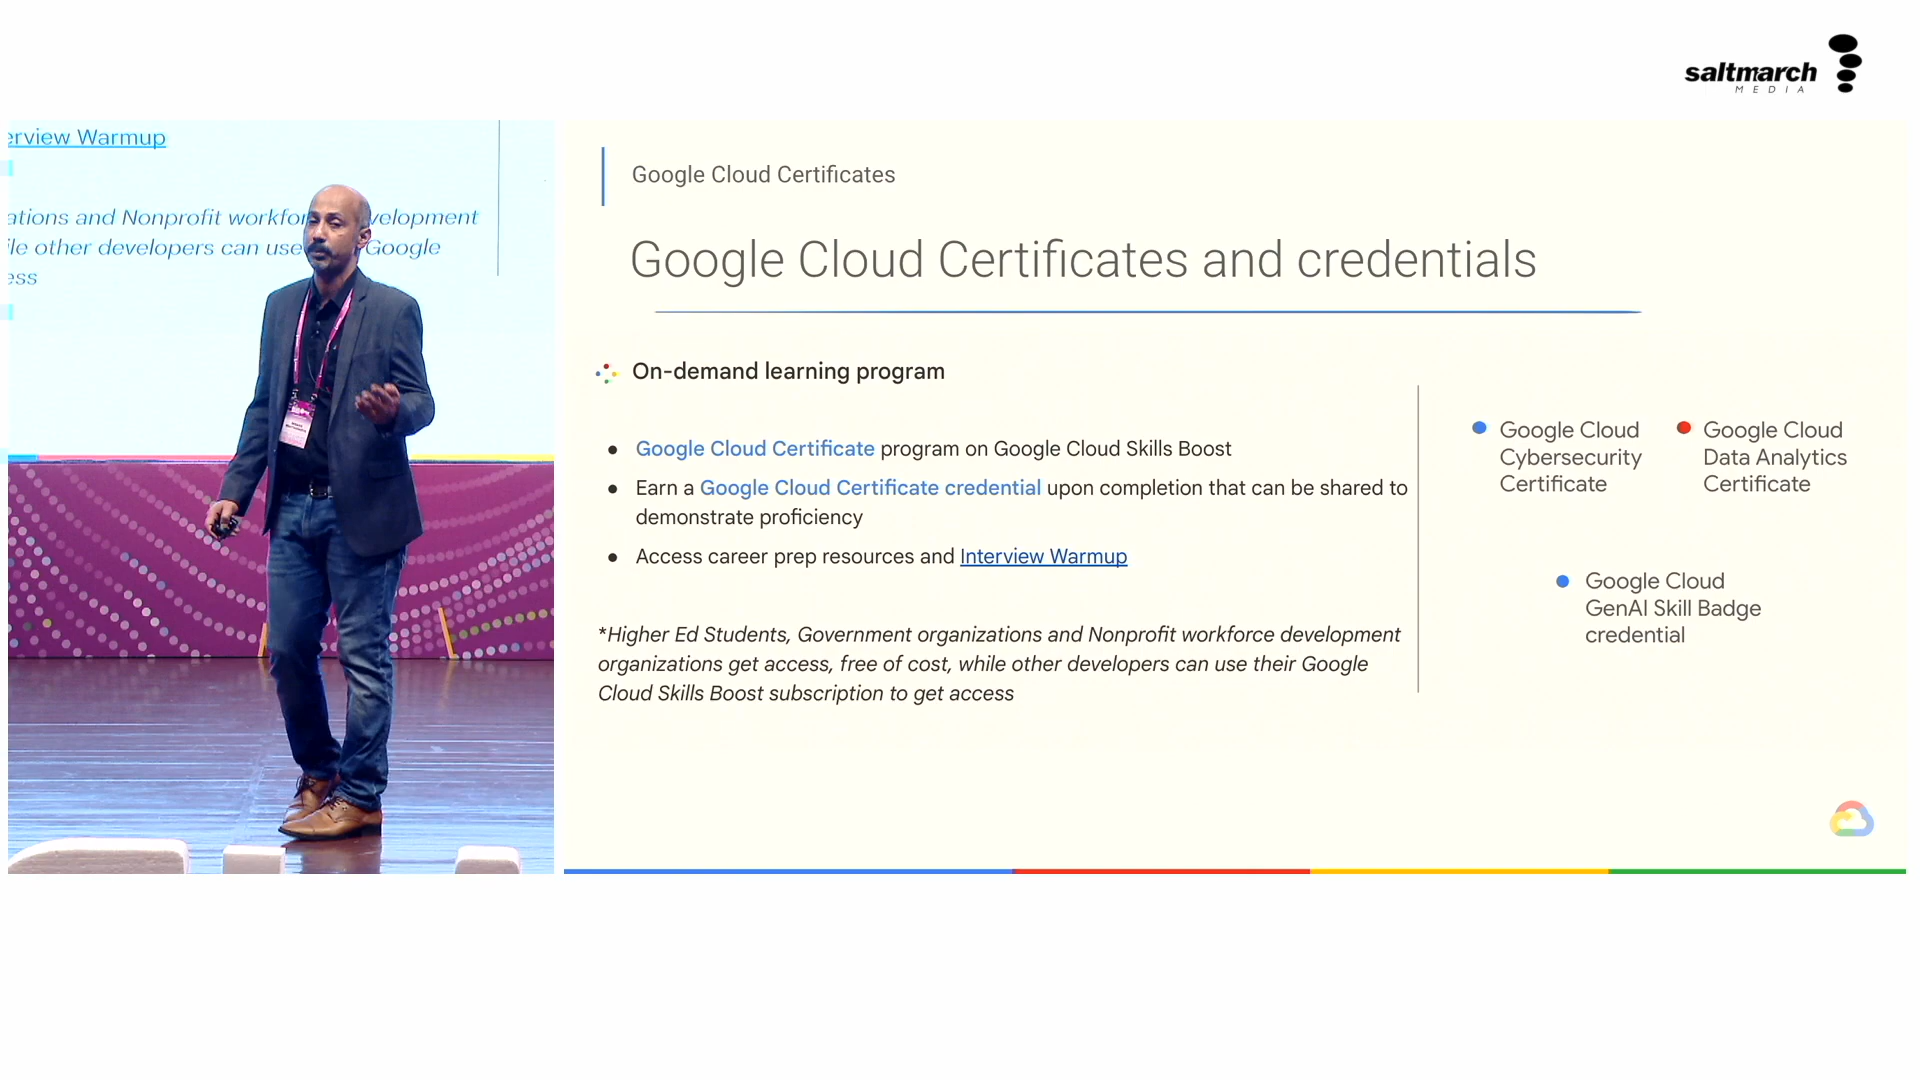 saltmarch
MEDIA
erview Warmup
ations and Nonprofit
ile other developers can use Google
ess
Google Cloud Certificates
Google Cloud Certificates and credentials
On-demand learning program
● Google Cloud Certificate program on Google Cloud Skills Boost
● Earn a Google Cloud Certificate credential upon completion that can be shared to
demonstrate proficiency
● Access career prep resources and Interview Warmup
*Higher Ed Students, Government organizations and Nonprofit workforce development
organizations get access, free of cost, while other developers can use their Google
Cloud Skills Boost subscription to get access
Google Cloud
Cybersecurity
Certificate
Google Cloud
Data Analytics
Certificate
Google Cloud
GenAI Skill Badge
credential